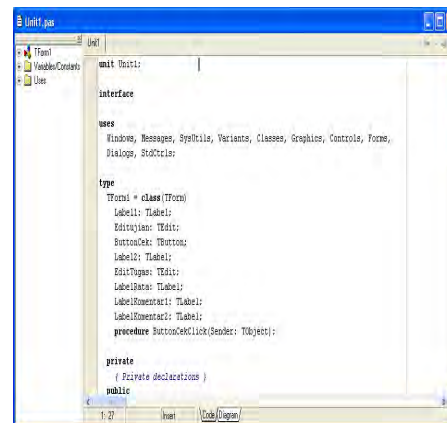 Unit1.pas
TForm1
Variables/Constants
Uses
Unit1
unit Unit1;
interface
uses
Windows, Messages, SysUtils, Variants, Classes, Graphics, Controls, Forms,
Dialogs, StdCtrls;
type
TForm1 = class(TForm)
Label1: TLabel;
Editujian: TEdit;
ButtonCek: TButton;
Label2: TLabel;
EditTugas: TEdit;
LabelRata: TLabel;
LabelKomentar1: TLabel;
LabelKomentar2: TLabel;
procedure ButtonCekClick(Sender: TObject);
private
{ Private declarations }
public
1: 27
Insert
Code
Diagram